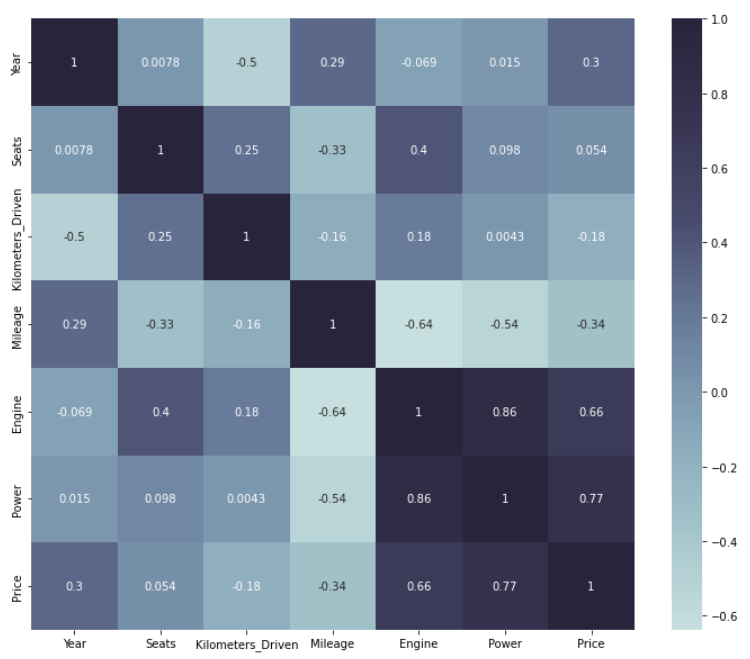 Year 1 0.0078 -0.5 0.29 -0.069 0.015 0.3
Seats 0.0078 1 0.25 -0.33 0.4 0.098 0.054
Kilometers_Driven -0.5 0.25 1 -0.16 0.18 0.0043 -0.18
Mileage 0.29 -0.33 -0.16 1 -0.64 -0.54 -0.34
Engine -0.069 0.4 0.18 -0.64 1 0.86 0.66
Power 0.015 0.098 0.0043 -0.54 0.86 1 0.77
Price 0.3 0.054 -0.18 -0.34 0.66 0.77 1
Year Seats Kilometers_Driven Mileage Engine Power Price
1.0
0.8
0.6
0.4
0.2
0.0
−0.2
−0.4
−0.6